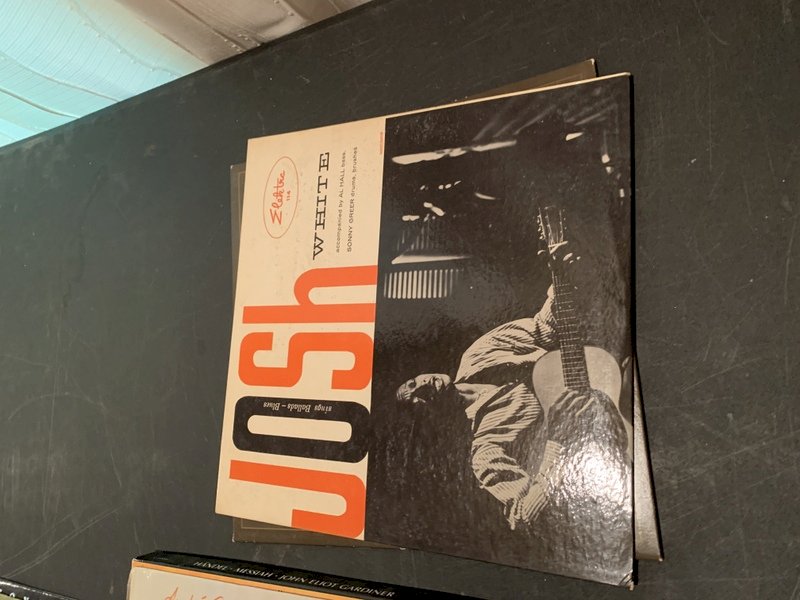 Elektra
114
JOSH
WHITE
sings Ballads - Blues
accompanied by AL HALL bass,
SONNY GREER drums, brushes
HANDEL · MESSIAH · JOHN ELIOT GARDINER